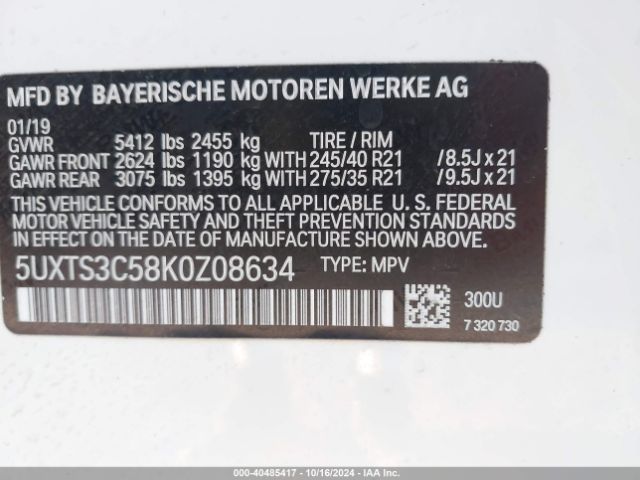 MFD BY BAYERISCHE MOTOREN WERKE AG
01/19
GVWR 5412 lbs 2455 kg TIRE / RIM
GAWR FRONT 2624 lbs 1190 kg WITH 245/40 R21 /8.5J x 21
GAWR REAR 3075 lbs 1395 kg WITH 275/35 R21 /9.5J x 21
THIS VEHICLE CONFORMS TO ALL APPLICABLE U. S. FEDERAL
MOTOR VEHICLE SAFETY AND THEFT PREVENTION STANDARDS
IN EFFECT ON THE DATE OF MANUFACTURE SHOWN ABOVE.
5UXTS3C58K0Z08634 TYPE: MPV
300U
7 320 730
© - 40485417 - 10/16/2024 - IAAI.COM